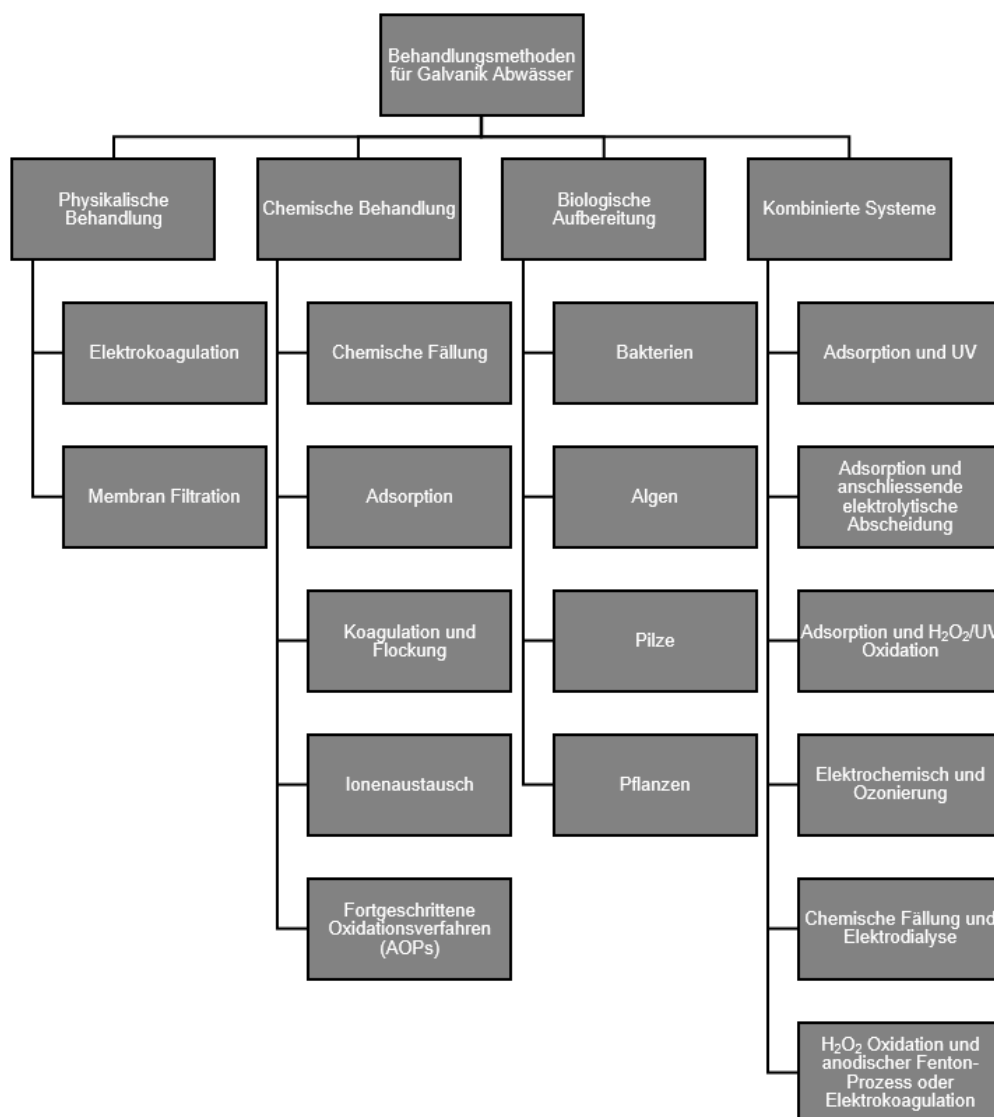 Behandlungsmethoden
für Galvanik Abwässer
Physikalische
Behandlung
Chemische Behandlung
Biologische
Aufbereitung
Kombinierte Systeme
Elektrokoagulation
Chemische Fällung
Bakterien
Adsorption und UV
Membran Filtration
Adsorption
Algen
Adsorption und
anschliessende
elektrolytische
Abscheidung
Koagulation und
Flockung
Pilze
Adsorption und H₂O₂/UV
Oxidation
Ionenaustausch
Pflanzen
Elektrochemisch und
Ozonierung
Fortgeschrittene
Oxidationsverfahren
(AOPs)
Chemische Fällung und
Elektrodialyse
H₂O₂ Oxidation und
anodischer Fenton-
Prozess oder
Elektrokoagulation